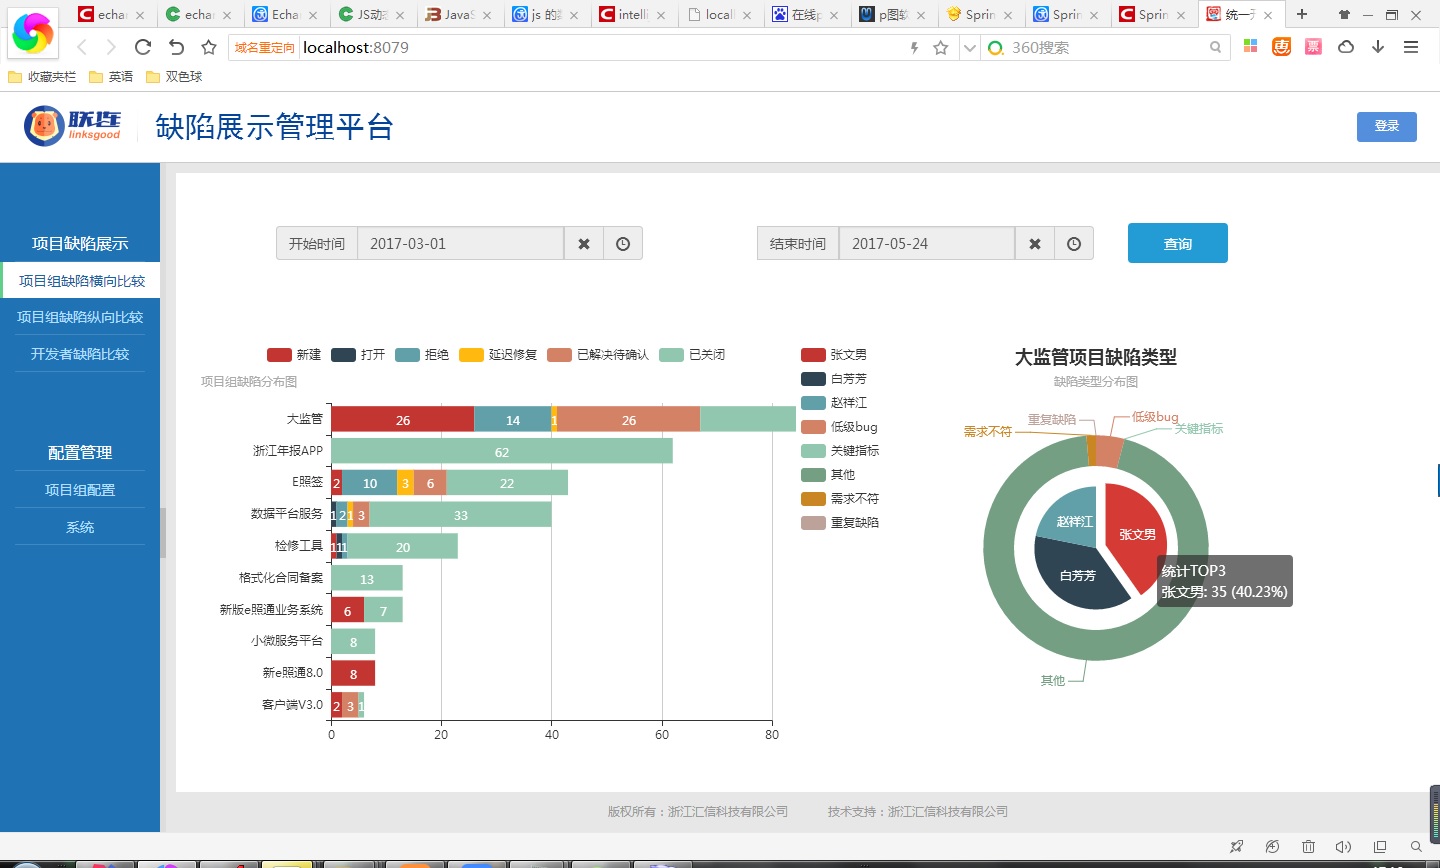 echar
echar
Echar
JS动态
JavaS
js 的数
intelli
locall
在线p
p图软
Sprin
Sprin
Sprin
统一开
域名重定向 localhost:8079
360搜索
惠
票
收藏夹栏 英语 双色球
联连
linksgood
缺陷展示管理平台
登录
项目缺陷展示
项目组缺陷横向比较
项目组缺陷纵向比较
开发者缺陷比较
配置管理
项目组配置
系统
开始时间 2017-03-01
结束时间 2017-05-24
查询
新建 打开 拒绝 延迟修复 已解决待确认 已关闭
项目组缺陷分布图
大监管 26 14 1 26
浙江年报APP 62
E照签 2 10 3 6 22
数据平台服务 1 2 1 3 33
检修工具 1 1 1 20
格式化合同备案 13
新版e照通业务系统 6 7
小微服务平台 8
新e照通8.0 8
客户端V3.0 2 3 1
0 20 40 60 80
张文男
白芳芳
赵祥江
低级bug
关键指标
其他
需求不符
重复缺陷
大监管项目缺陷类型
缺陷类型分布图
重复缺陷
低级bug
需求不符
关键指标
赵祥江
张文男
白芳芳
统计TOP3
张文男: 35 (40.23%)
其他
版权所有：浙江汇信科技有限公司 技术支持：浙江汇信科技有限公司